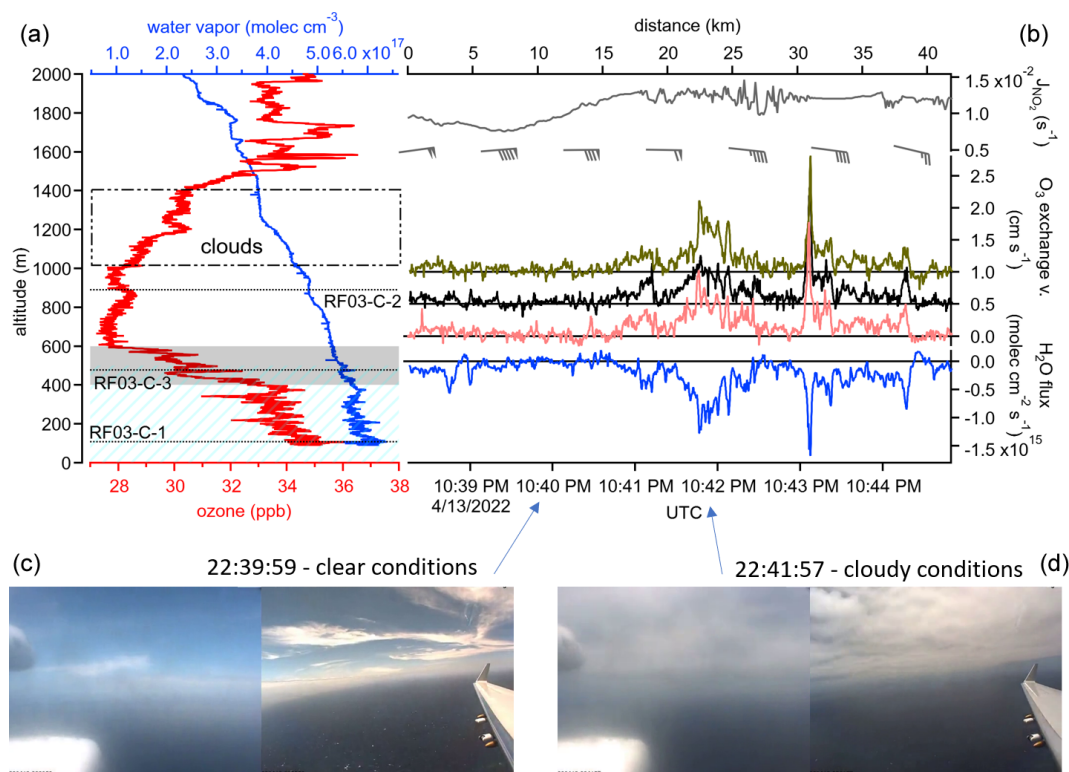 (a)
water vapor (molec cm-3)
1.0 2.0 3.0 4.0 5.0 6.0 x1017
distance (km)
(b)
0 5 10 15 20 25 30 35 40
2000
1800
1600
1400
1200
1000
800
600
400
200
0
altitude (m)
clouds
RF03-C-2
RF03-C-3
RF03-C-1
28 30 32 34 36 38
ozone (ppb)
1.5 x10-2
1.0
0.5
JNO2 (s-1)
2.5
2.0
1.5
1.0
0.5
0.0
O3 exchange v.
(cm s-1)
0.0
-0.5
-1.0
-1.5 x1015
H2O flux
(molec cm-2 s-1)
10:39 PM 10:40 PM 10:41 PM 10:42 PM 10:43 PM 10:44 PM
4/13/2022
UTC
(c)
22:39:59 - clear conditions
22:41:57 - cloudy conditions
(d)